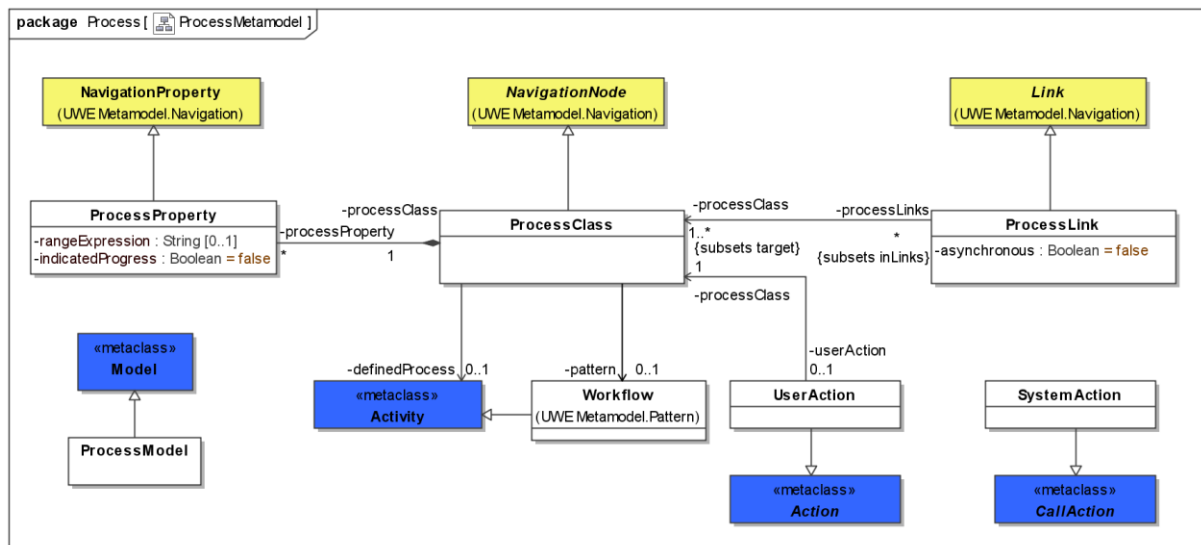 package Process [ ProcessMetamodel ]
NavigationProperty
(UWE Metamodel.Navigation)
NavigationNode
(UWE Metamodel.Navigation)
Link
(UWE Metamodel.Navigation)
ProcessProperty
-rangeExpression : String [0..1]
-indicatedProgress : Boolean = false
-processClass
-processProperty
*
1
ProcessClass
-processClass
1..*
{subsets target}
-processLinks
*
{subsets inLinks}
ProcessLink
-asynchronous : Boolean = false
1
-processClass
-userAction
0..1
«metaclass»
Model
ProcessModel
-definedProcess
0..1
-pattern
0..1
«metaclass»
Activity
Workflow
(UWE Metamodel.Pattern)
UserAction
SystemAction
«metaclass»
Action
«metaclass»
CallAction